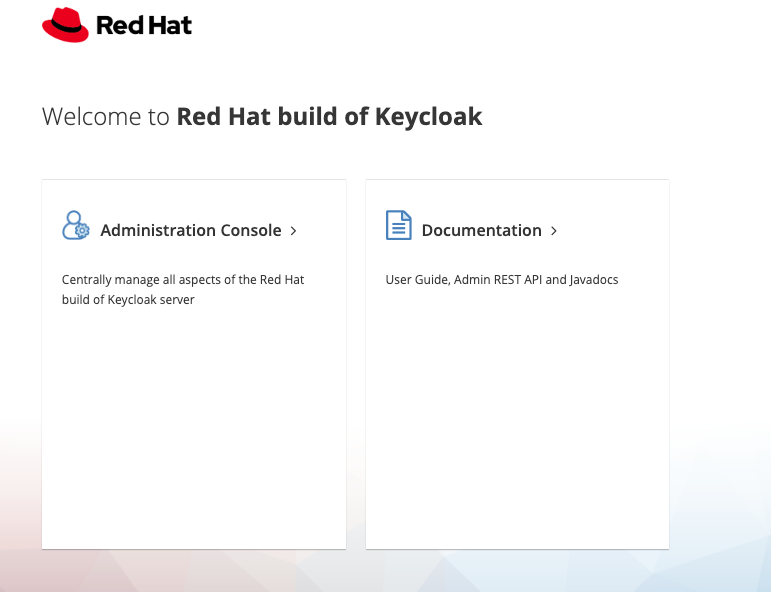 Red Hat
Welcome to Red Hat build of Keycloak
Administration Console
Centrally manage all aspects of the Red Hat
build of Keycloak server
Documentation
User Guide, Admin REST API and Javadocs